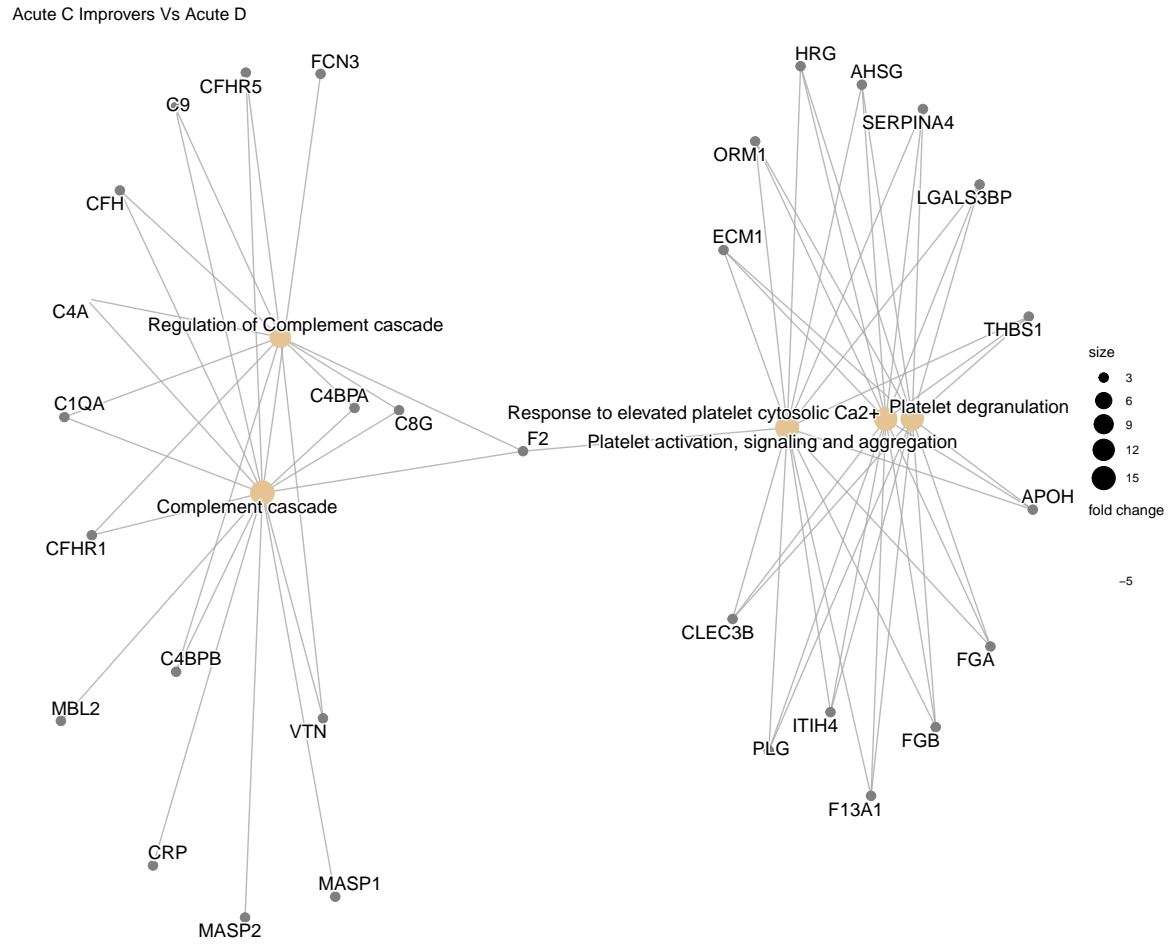 Acute C Improvers Vs Acute D
HRG
FCN3
AHSG
CFHR5
C9
SERPINA4
ORM1
LGALS3BP
CFH
ECM1
C4A
Regulation of Complement cascade
THBS1
size
3
C4BPA
6
C1QA
Platelet degranulation
Response to elevated platelet cytosolic Ca2+
C8G
9
F2
Platelet activation, signaling and aggregation
12
15
APOH
Complement cascade
fold change
CFHR1
−5
CLEC3B
C4BPB
FGA
MBL2
ITIH4
VTN
FGB
PLG
F13A1
CRP
MASP1
MASP2